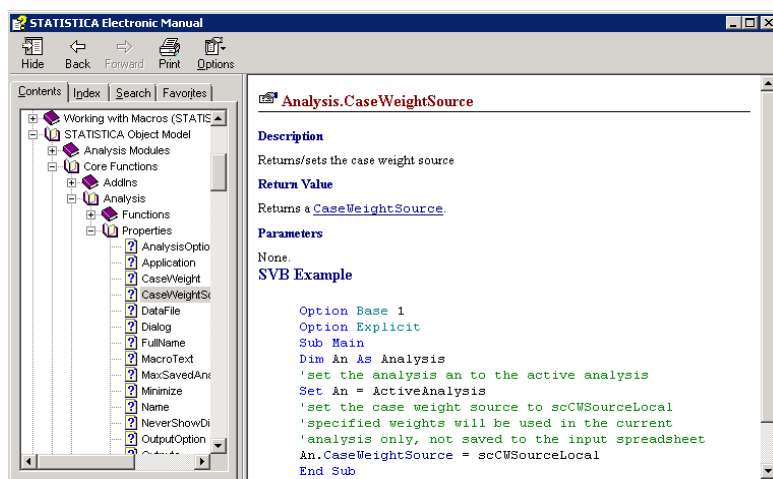 STATISTICA Electronic Manual
Hide Back Forward Print Options
Contents Index Search Favorites
Working with Macros (STATIS
STATISTICA Object Model
Analysis Modules
Core Functions
AddIns
Analysis
Functions
Properties
AnalysisOptio
Application
CaseWeight
CaseWeightSo
DataFile
Dialog
FullName
MacroText
MaxSavedAna
Minimize
Name
NeverShowDi
OutputOption
Analysis.CaseWeightSource
Description
Returns/sets the case weight source
Return Value
Returns a CaseWeightSource.
Parameters
None.
SVB Example
Option Base 1
Option Explicit
Sub Main
Dim An As Analysis
'set the analysis an to the active analysis
Set An = ActiveAnalysis
'set the case weight source to scCWSourceLocal
'specified weights will be used in the current
'analysis only, not saved to the input spreadsheet
An.CaseWeightSource = scCWSourceLocal
End Sub